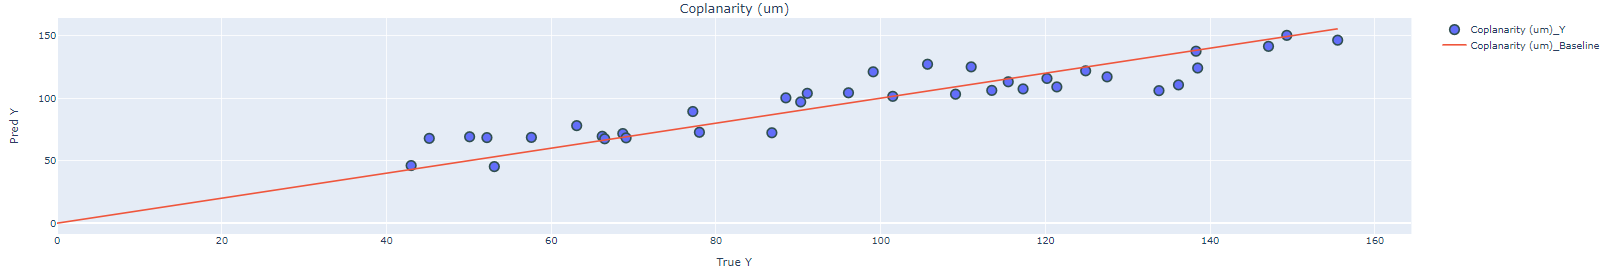 Coplanarity (um)
150
100
50
0
Pred Y
0 20 40 60 80 100 120 140 160
True Y
Coplanarity (um)_Y
Coplanarity (um)_Baseline